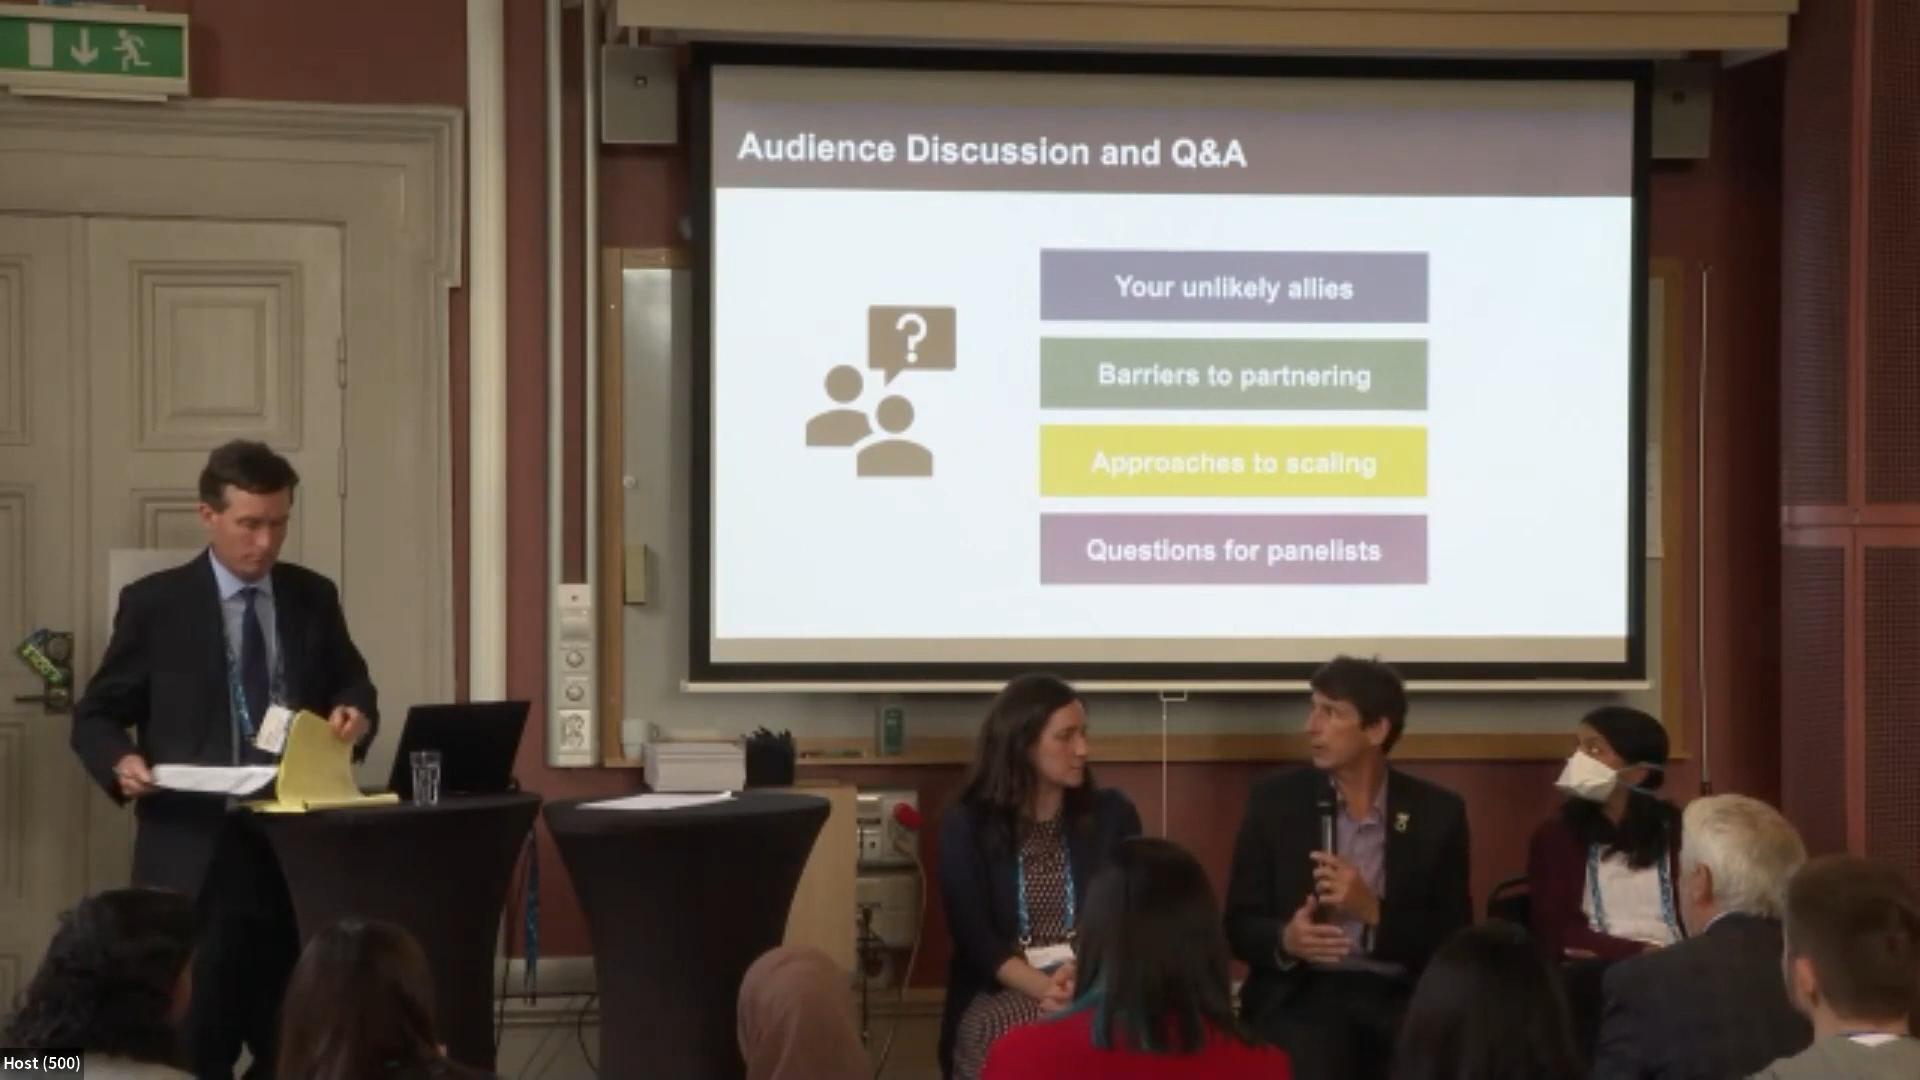 Audience Discussion and Q&A
?
Your unlikely allies
Barriers to partnering
Approaches to scaling
Questions for panelists
Host (500)